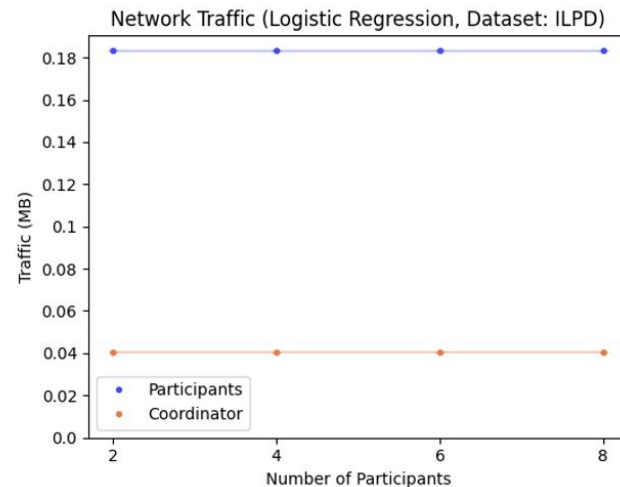 Network Traffic (Logistic Regression, Dataset: ILPD)
0.18
0.16
0.14
0.12
0.1
0.08
0.06
0.04
0.02
0.0
Traffic (MB)
Participants
Coordinator
2 4 6 8
Number of Participants